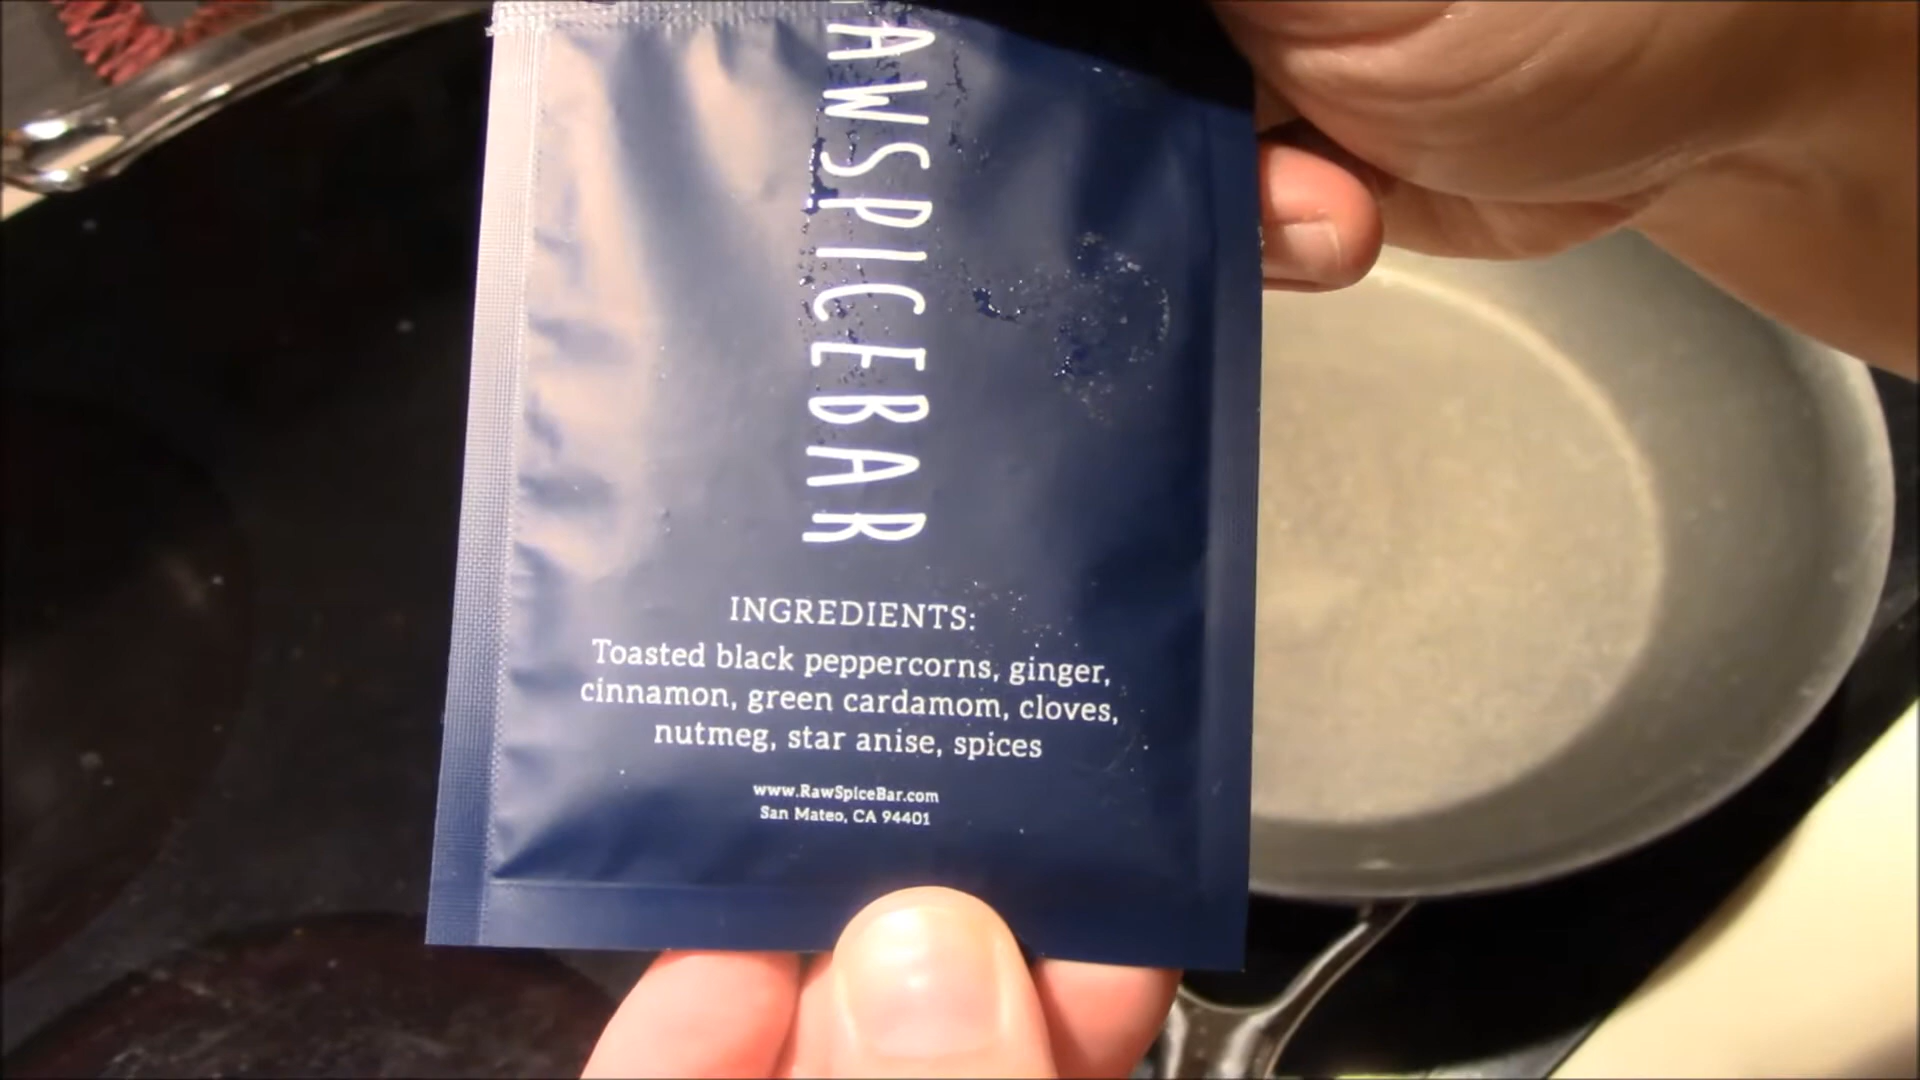 AWSPICEBAR
INGREDIENTS:
Toasted black peppercorns, ginger,
cinnamon, green cardamom, cloves,
nutmeg, star anise, spices
www.RawSpiceBar.com
San Mateo, CA 94401